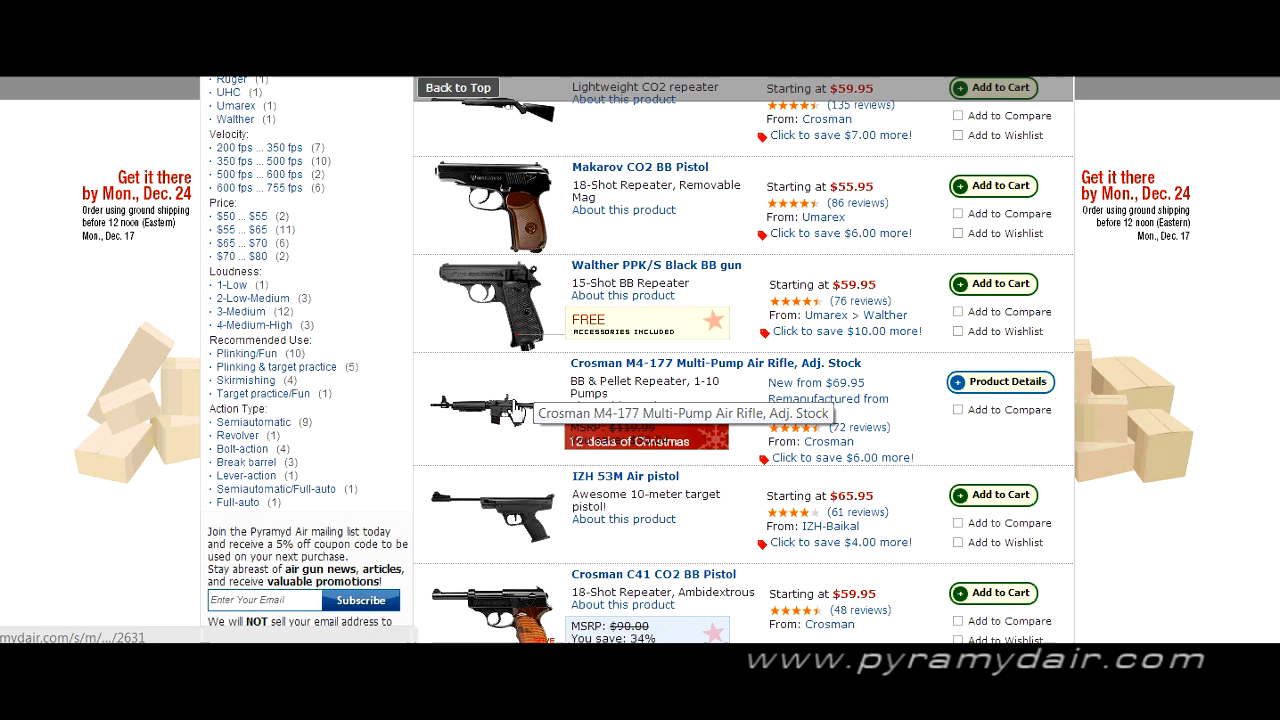 Ruger (1)
UHC (1)
Umarex (1)
Walther (1)
Velocity:
200 fps ... 350 fps (7)
350 fps ... 500 fps (10)
500 fps ... 600 fps (2)
600 fps ... 755 fps (6)
Price:
$50 ... $55 (2)
$55 ... $65 (11)
$65 ... $70 (6)
$70 ... $80 (2)
Loudness:
1-Low (1)
2-Low-Medium (3)
3-Medium (12)
4-Medium-High (3)
Recommended Use:
Plinking/Fun (10)
Plinking & target practice (5)
Skirmishing (4)
Target practice/Fun (1)
Action Type:
Semiautomatic (9)
Revolver (1)
Bolt-action (4)
Break barrel (3)
Lever-action (1)
Semiautomatic/Full-auto (1)
Full-auto (1)
Join the Pyramyd Air mailing list today
and receive a 5% off coupon code to be
used on your next purchase.
Stay abreast of air gun news, articles,
and receive valuable promotions!
Enter Your Email Subscribe
We will NOT sell your email address to
mydair.com/s/m/.../2631
Get it there
by Mon., Dec. 24
Order using ground shipping
before 12 noon (Eastern)
Mon., Dec. 17
Back to Top
Lightweight CO2 repeater
About this product
Starting at $59.95
(135 reviews)
From: Crosman
Click to save $7.00 more!
Add to Cart
Add to Compare
Add to Wishlist
Makarov CO2 BB Pistol
18-Shot Repeater, Removable
Mag
About this product
Starting at $55.95
(86 reviews)
From: Umarex
Click to save $6.00 more!
Add to Cart
Add to Compare
Add to Wishlist
Walther PPK/S Black BB gun
15-Shot BB Repeater
About this product
FREE
ACCESSORIES INCLUDED
Starting at $59.95
(76 reviews)
From: Umarex > Walther
Click to save $10.00 more!
Add to Cart
Add to Compare
Add to Wishlist
Crosman M4-177 Multi-Pump Air Rifle, Adj. Stock
BB & Pellet Repeater, 1-10
Pumps
Crosman M4-177 Multi-Pump Air Rifle, Adj. Stock
12 deals of Christmas
New from $69.95
Remanufactured from
(72 reviews)
From: Crosman
Click to save $6.00 more!
Product Details
Add to Compare
IZH 53M Air pistol
Awesome 10-meter target
pistol!
About this product
Starting at $65.95
(61 reviews)
From: IZH-Baikal
Click to save $4.00 more!
Add to Cart
Add to Compare
Add to Wishlist
Crosman C41 CO2 BB Pistol
18-Shot Repeater, Ambidextrous
About this product
MSRP: $90.00
You save: 34%
Starting at $59.95
(48 reviews)
From: Crosman
Add to Cart
Add to Compare
Add to Wishlist
Get it there
by Mon., Dec. 24
Order using ground shipping
before 12 noon (Eastern)
Mon., Dec. 17
www.pyramydair.com